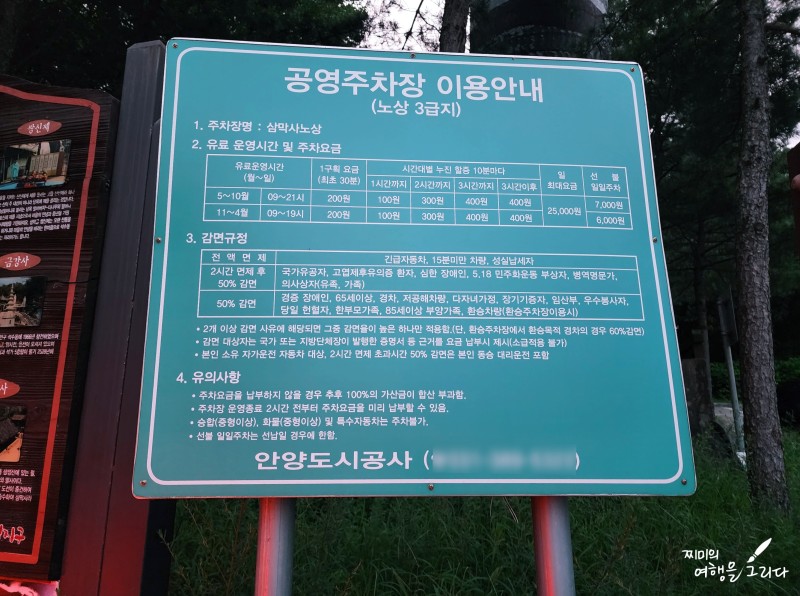 공영주차장 이용안내
(노상 3급지)
1. 주차장명 : 삼막사노상
2. 유료 운영시간 및 주차요금
유료운영시간 (월~일) 1구획 요금 (최초 30분) 시간대별 누진 할증 10분마다 일 최대요금 선 불 일일주차
1시간까지 2시간까지 3시간까지 3시간이후
5~10월 09~21시 200원 100원 300원 400원 400원 25,000원 7,000원
11~4월 09~19시 200원 100원 300원 400원 400원 6,000원
3. 감면규정
전 액 면 제 긴급자동차, 15분미만 차량, 성실납세자
2시간 면제 후 50% 감면 국가유공자, 고엽제후유의증 환자, 심한 장애인, 5.18 민주화운동 부상자, 병역명문가,
의사상자(유족, 가족)
50% 감면 경증 장애인, 65세이상, 경차, 저공해차량, 다자녀가정, 장기기증자, 임산부, 우수봉사자,
당일 헌혈자, 한부모가족, 85세이상 부양가족, 환승차량(환승주차장이용시)
• 2개 이상 감면 사유에 해당되면 그중 감면율이 높은 하나만 적용함.(단, 환승주차장에서 환승목적 경차의 경우 60%감면)
• 감면 대상자는 국가 또는 지방단체장이 발행한 증명서 등 근거를 요금 납부시 제시(소급적용 불가)
• 본인 소유 자가운전 자동차 대상, 2시간 면제 초과시간 50% 감면은 본인 동승 대리운전 포함
4. 유의사항
• 주차요금을 납부하지 않을 경우 추후 100%의 가산금이 합산 부과함.
• 주차장 운영종료 2시간 전부터 주차요금을 미리 납부할 수 있음.
• 승합(중형이상), 화물(중형이상) 및 특수자동차는 주차불가.
• 선불 일일주차는 선납일 경우에 한함.
안양도시공사 ( )
금강사
찌미의
여행을 그리다